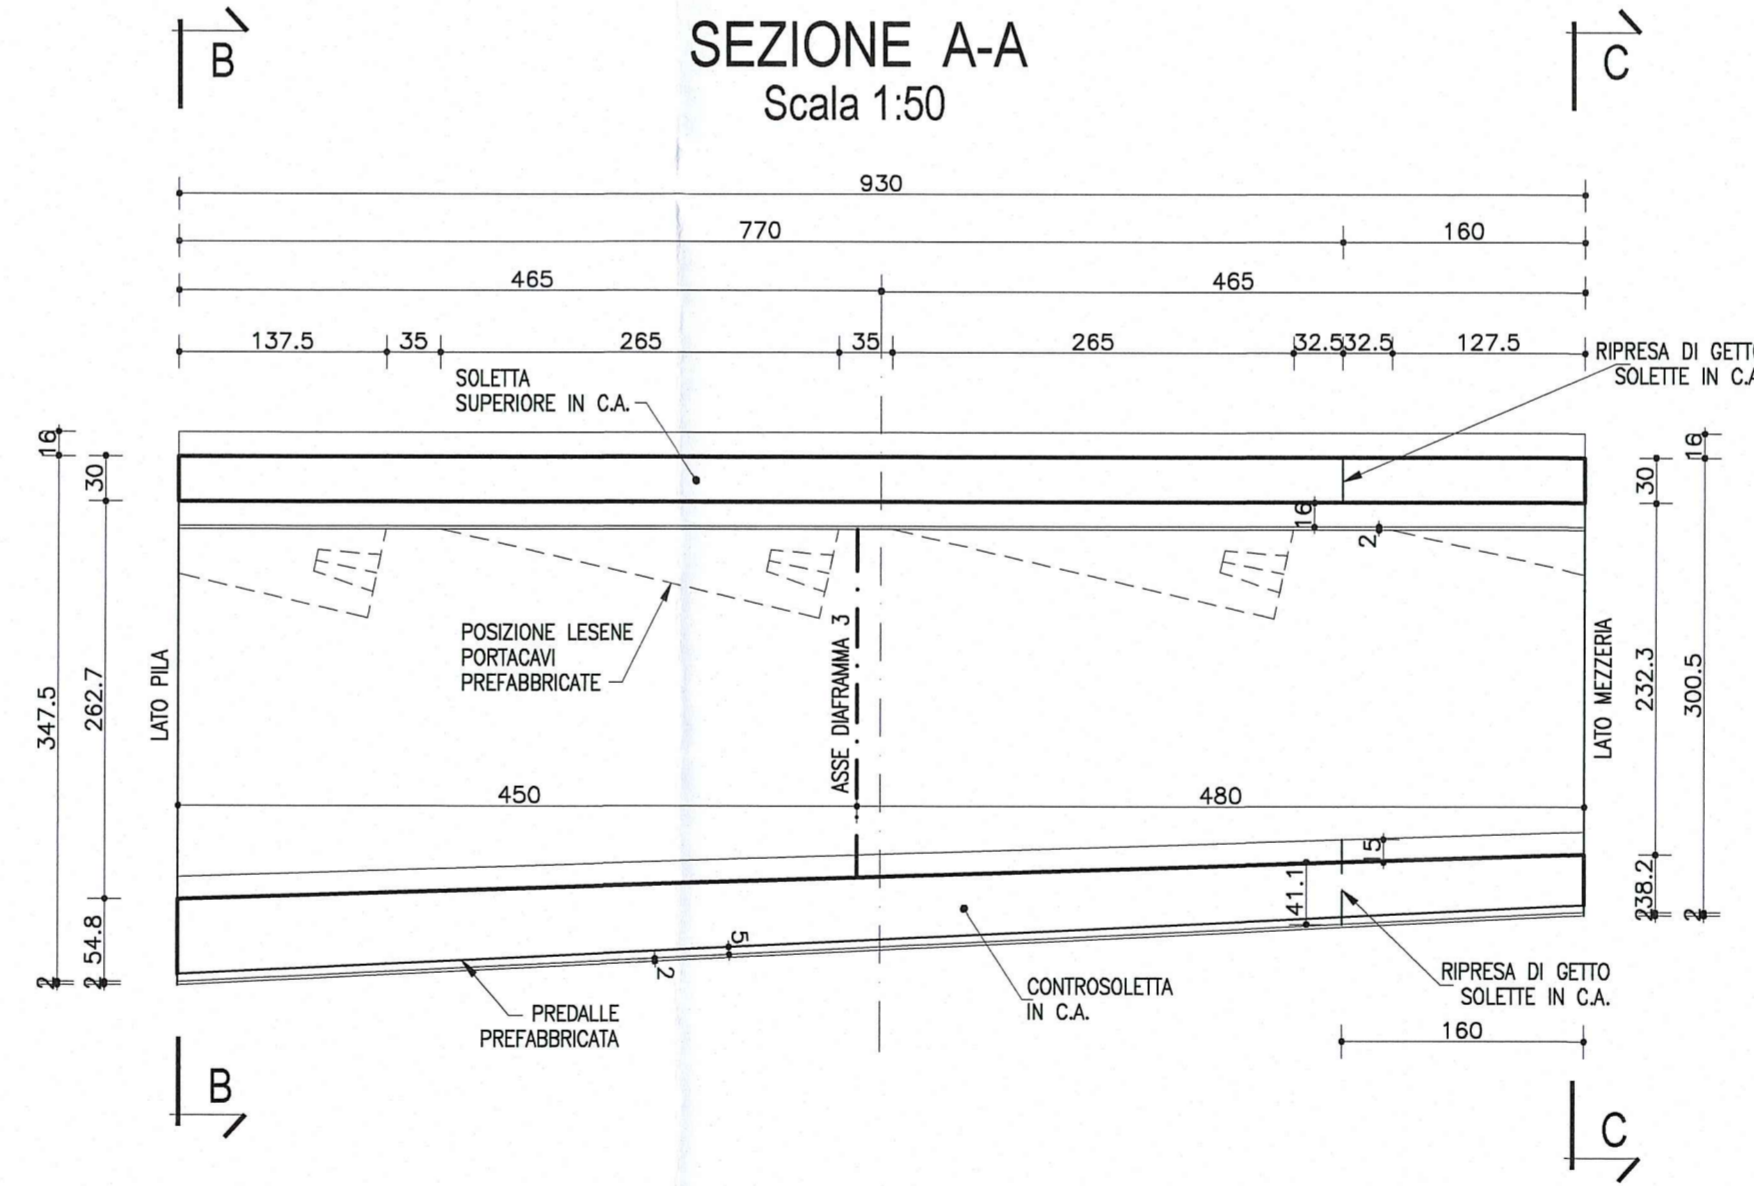 B
SEZIONE A-A
Scala 1:50
C
930
770
160
465
465
137.5
35
265
35
265
32.5
32.5
127.5
RIPRESA DI GETTO
SOLETTE IN C.A
SOLETTA
SUPERIORE IN C.A.
16
30
16
30
16
2
POSIZIONE LESENE
PORTACAVI
PREFABBRICATE
ASSE DIAFRAMMA 3
LATO PILA
LATO MEZZERIA
347.5
262.7
232.3
300.5
450
480
15
41.1
2
2
54.8
2
38.2
2
5
2
PREDALLE
PREFABBRICATA
CONTROSOLETTA
IN C.A.
RIPRESA DI GETTO
SOLETTE IN C.A.
160
B
C